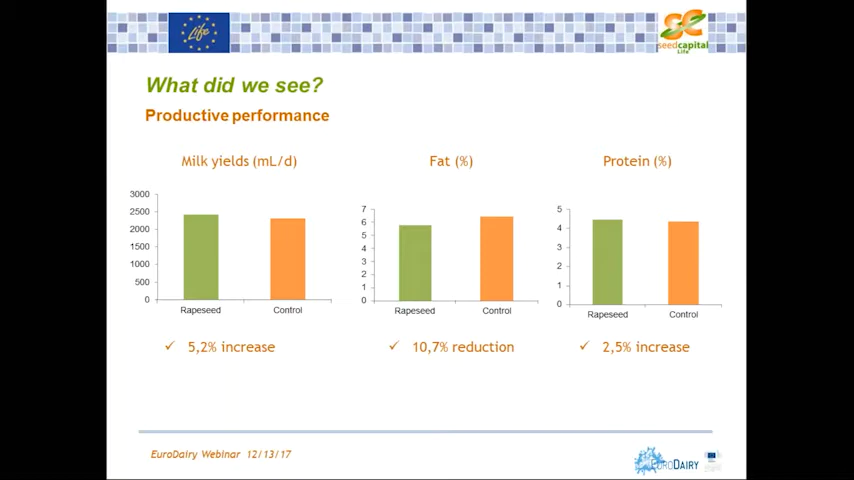 Life
seedcapital
Life
What did we see?
Productive performance
Milk yields (mL/d)
Fat (%)
Protein (%)
3000
2500
2000
1500
1000
500
0
Rapeseed
Control
7
6
5
4
3
2
1
0
Rapeseed
Control
5
4
3
2
1
0
Rapeseed
Control
✓ 5,2% increase
✓ 10,7% reduction
✓ 2,5% increase
EuroDairy Webinar 12/13/17
EURODAIRY